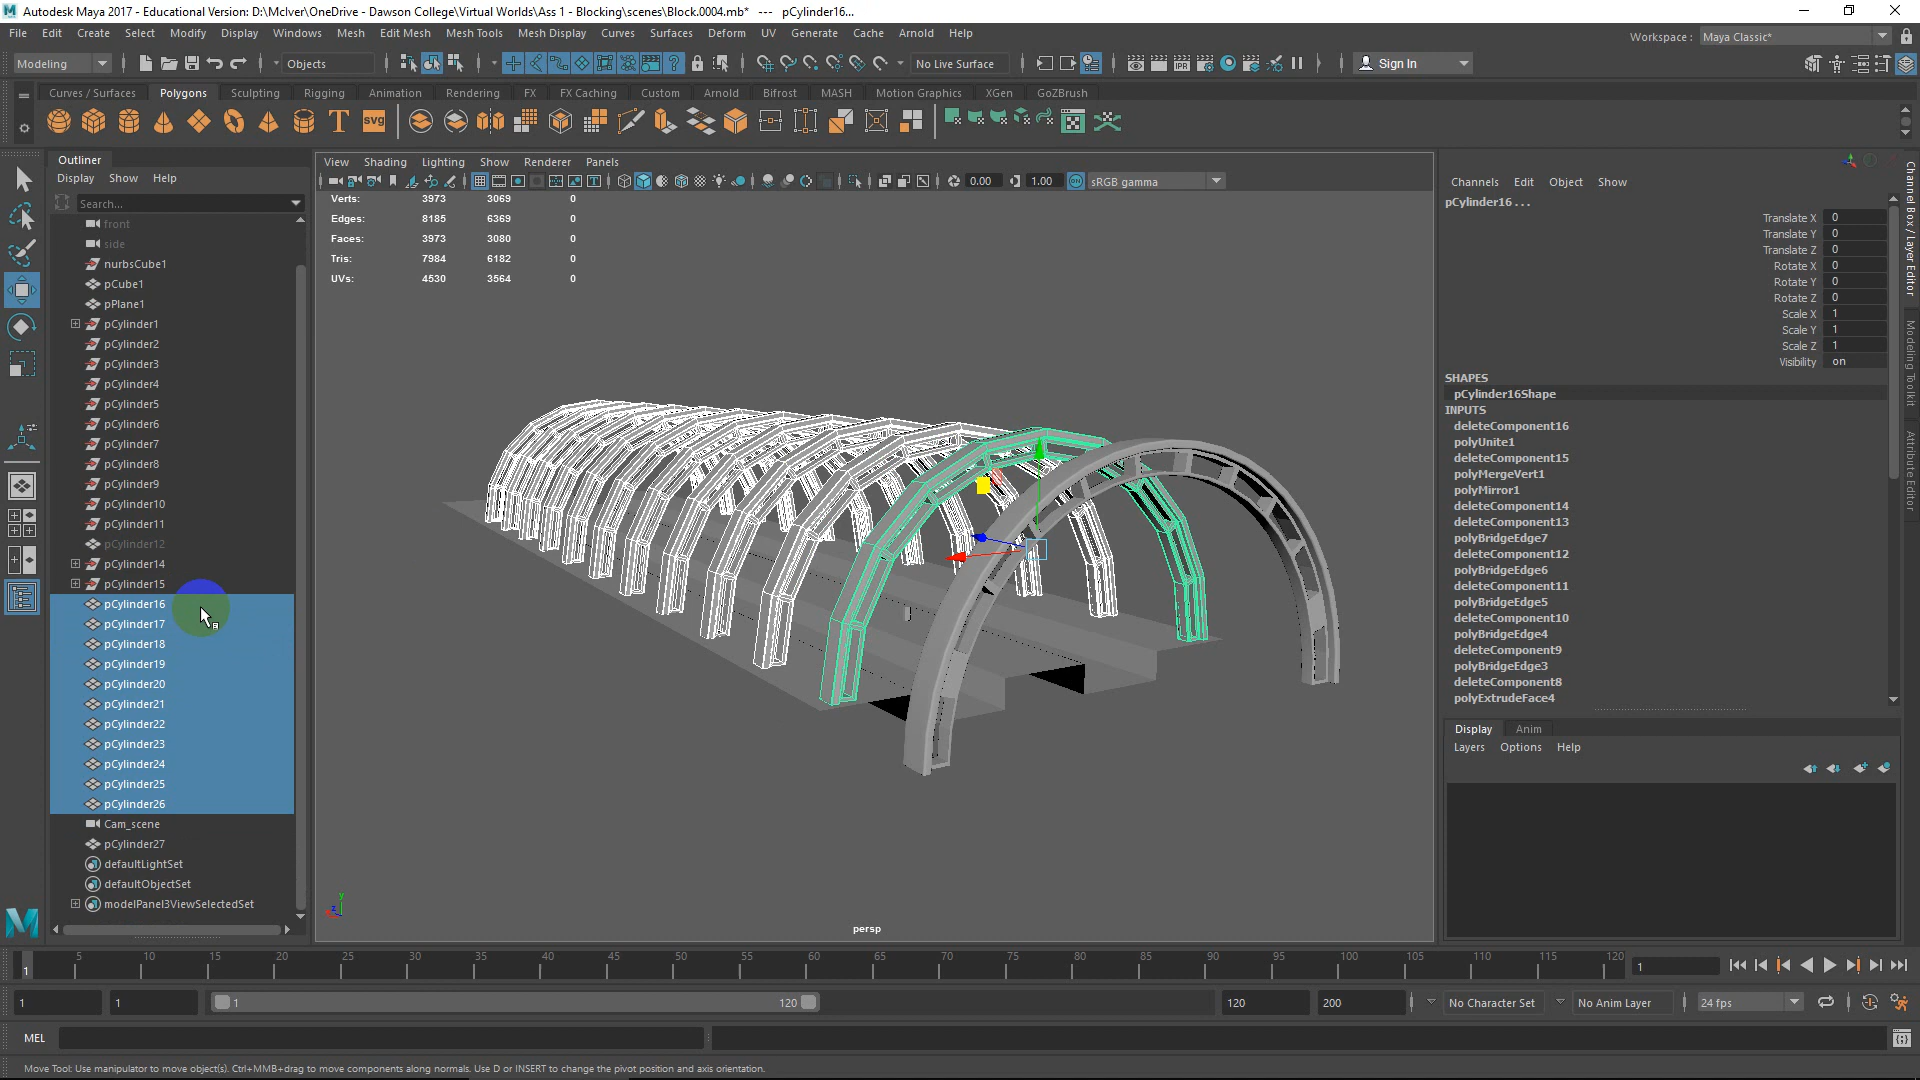 Autodesk Maya 2017 - Educational Version: D:\McIver\OneDrive - Dawson College\Virtual Worlds\Ass 1 - Blocking\scenes\Block.0004.mb* --- pCylinder16...
File Edit Create Select Modify Display Windows Mesh Edit Mesh Mesh Tools Mesh Display Curves Surfaces Deform UV Generate Cache Arnold Help
Workspace : Maya Classic*
Modeling Objects No Live Surface Sign In
Curves / Surfaces Polygons Sculpting Rigging Animation Rendering FX FX Caching Custom Arnold Bifrost MASH Motion Graphics XGen GoZBrush
T svg
Outliner
Display Show Help
Search...
front
side
nurbsCube1
pCube1
pPlane1
pCylinder1
pCylinder2
pCylinder3
pCylinder4
pCylinder5
pCylinder6
pCylinder7
pCylinder8
pCylinder9
pCylinder10
pCylinder11
pCylinder12
pCylinder14
pCylinder15
pCylinder16
pCylinder17
pCylinder18
pCylinder19
pCylinder20
pCylinder21
pCylinder22
pCylinder23
pCylinder24
pCylinder25
pCylinder26
Cam_scene
pCylinder27
defaultLightSet
defaultObjectSet
modelPanel3ViewSelectedSet
View Shading Lighting Show Renderer Panels
0.00 1.00 sRGB gamma
Verts: 3973 3069 0
Edges: 8185 6369 0
Faces: 3973 3080 0
Tris: 7984 6182 0
UVs: 4530 3564 0
persp
Channels Edit Object Show
pCylinder16 . . .
Translate X 0
Translate Y 0
Translate Z 0
Rotate X 0
Rotate Y 0
Rotate Z 0
Scale X 1
Scale Y 1
Scale Z 1
Visibility on
SHAPES
pCylinder16Shape
INPUTS
deleteComponent16
polyUnite1
deleteComponent15
polyMergeVert1
polyMirror1
deleteComponent14
deleteComponent13
polyBridgeEdge7
deleteComponent12
polyBridgeEdge6
deleteComponent11
polyBridgeEdge5
deleteComponent10
polyBridgeEdge4
deleteComponent9
polyBridgeEdge3
deleteComponent8
polyExtrudeFace4
Display Anim
Layers Options Help
Channel Box / Layer Editor
Modeling Toolkit
Attribute Editor
1 5 10 15 20 25 30 35 40 45 50 55 60 65 70 75 80 85 90 95 100 105 110 115 120 1
1 1 1 120 120 200 No Character Set No Anim Layer 24 fps
MEL
Move Tool: Use manipulator to move object(s). Ctrl+MMB+drag to move components along normals. Use D or INSERT to change the pivot position and axis orientation.